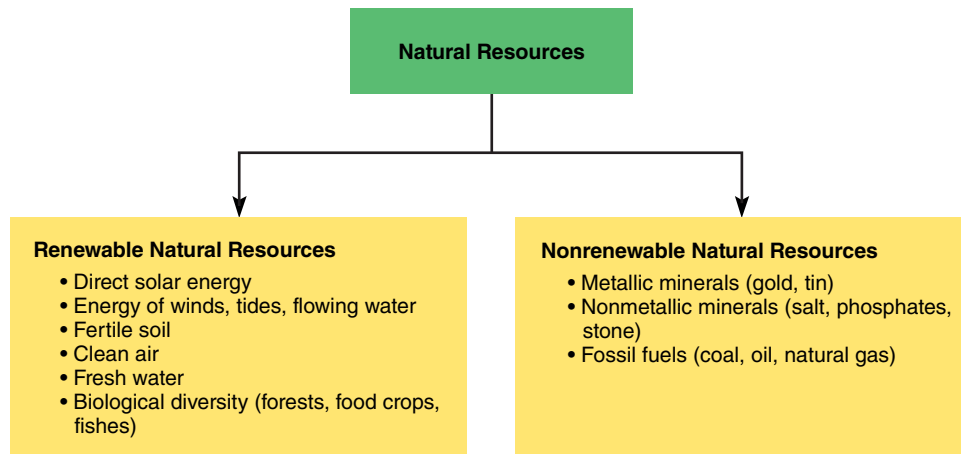 Natural Resources
Renewable Natural Resources
• Direct solar energy
• Energy of winds, tides, flowing water
• Fertile soil
• Clean air
• Fresh water
• Biological diversity (forests, food crops,
fishes)
Nonrenewable Natural Resources
• Metallic minerals (gold, tin)
• Nonmetallic minerals (salt, phosphates,
stone)
• Fossil fuels (coal, oil, natural gas)